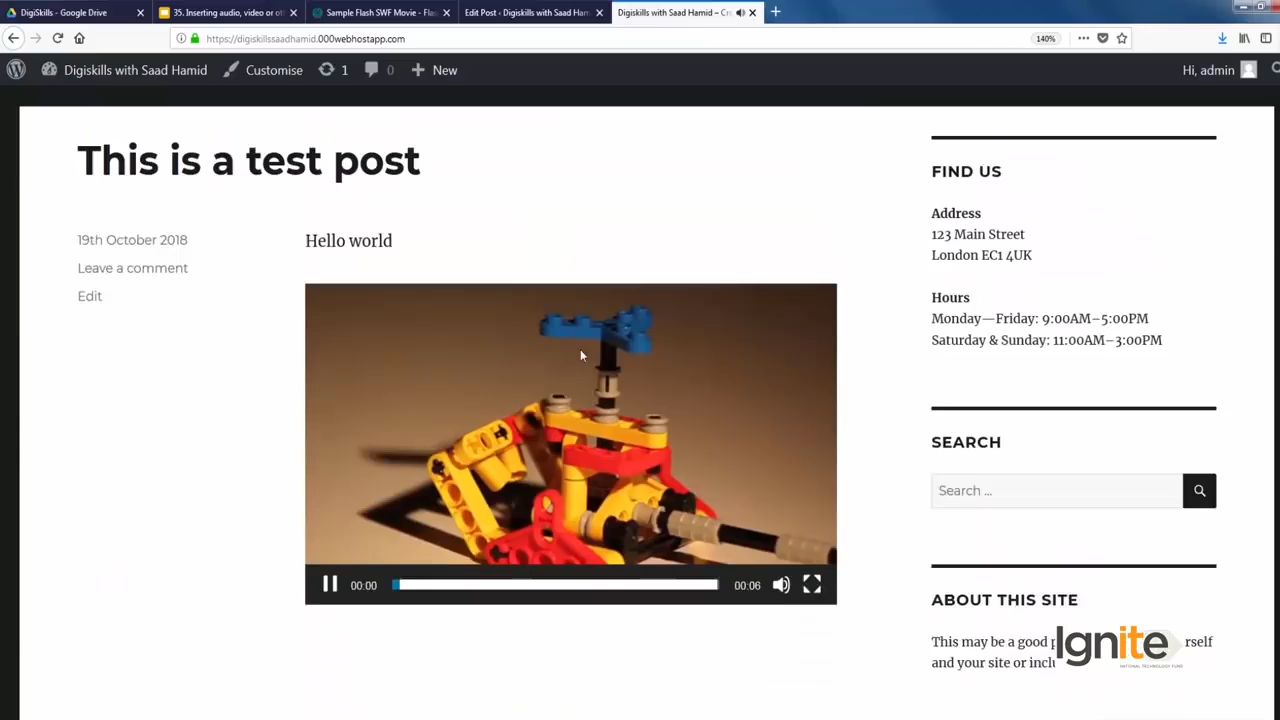 DigiSkills - Google Drive
35. Inserting audio, video or ot
Sample Flash SWF Movie - Fla
Edit Post ‹ Digiskills with Saad Ham
Digiskills with Saad Hamid – Cr
https://digiskillssaadhamid.000webhostapp.com
140%
Digiskills with Saad Hamid
Customise
1
0
New
Hi, admin
This is a test post
19th October 2018
Leave a comment
Edit
Hello world
00:00
00:06
FIND US
Address
123 Main Street
London EC1 4UK
Hours
Monday—Friday: 9:00AM–5:00PM
Saturday & Sunday: 11:00AM–3:00PM
SEARCH
Search ...
ABOUT THIS SITE
This may be a good p rself
and your site or inclu
Ignite
NATIONAL TECHNOLOGY FUND